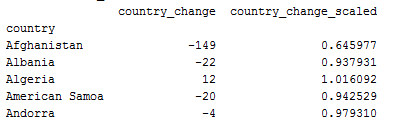 country_change country_change_scaled
country
Afghanistan -149 0.645977
Albania -22 0.937931
Algeria 12 1.016092
American Samoa -20 0.942529
Andorra -4 0.979310